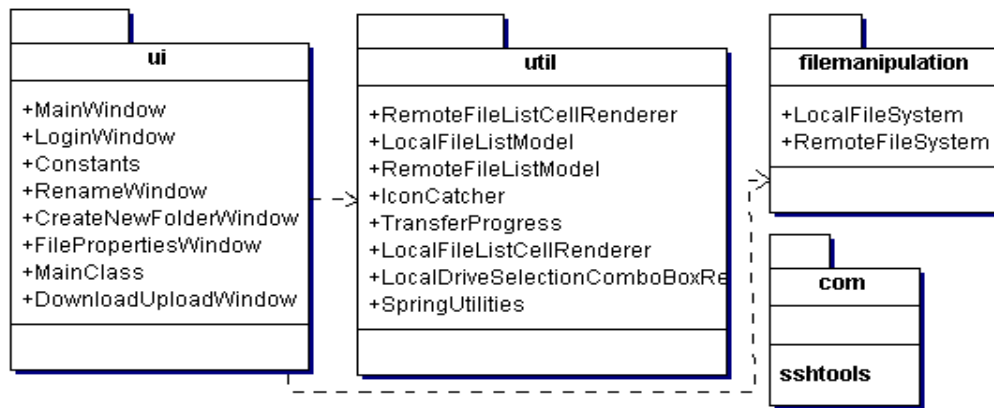 ui
+MainWindow
+LoginWindow
+Constants
+RenameWindow
+CreateNewFolderWindow
+FilePropertiesWindow
+MainClass
+DownloadUploadWindow
util
+RemoteFileListCellRenderer
+LocalFileListModel
+RemoteFileListModel
+IconCatcher
+TransferProgress
+LocalFileListCellRenderer
+LocalDriveSelectionComboBoxRe
+SpringUtilities
filemanipulation
+LocalFileSystem
+RemoteFileSystem
com
sshtools